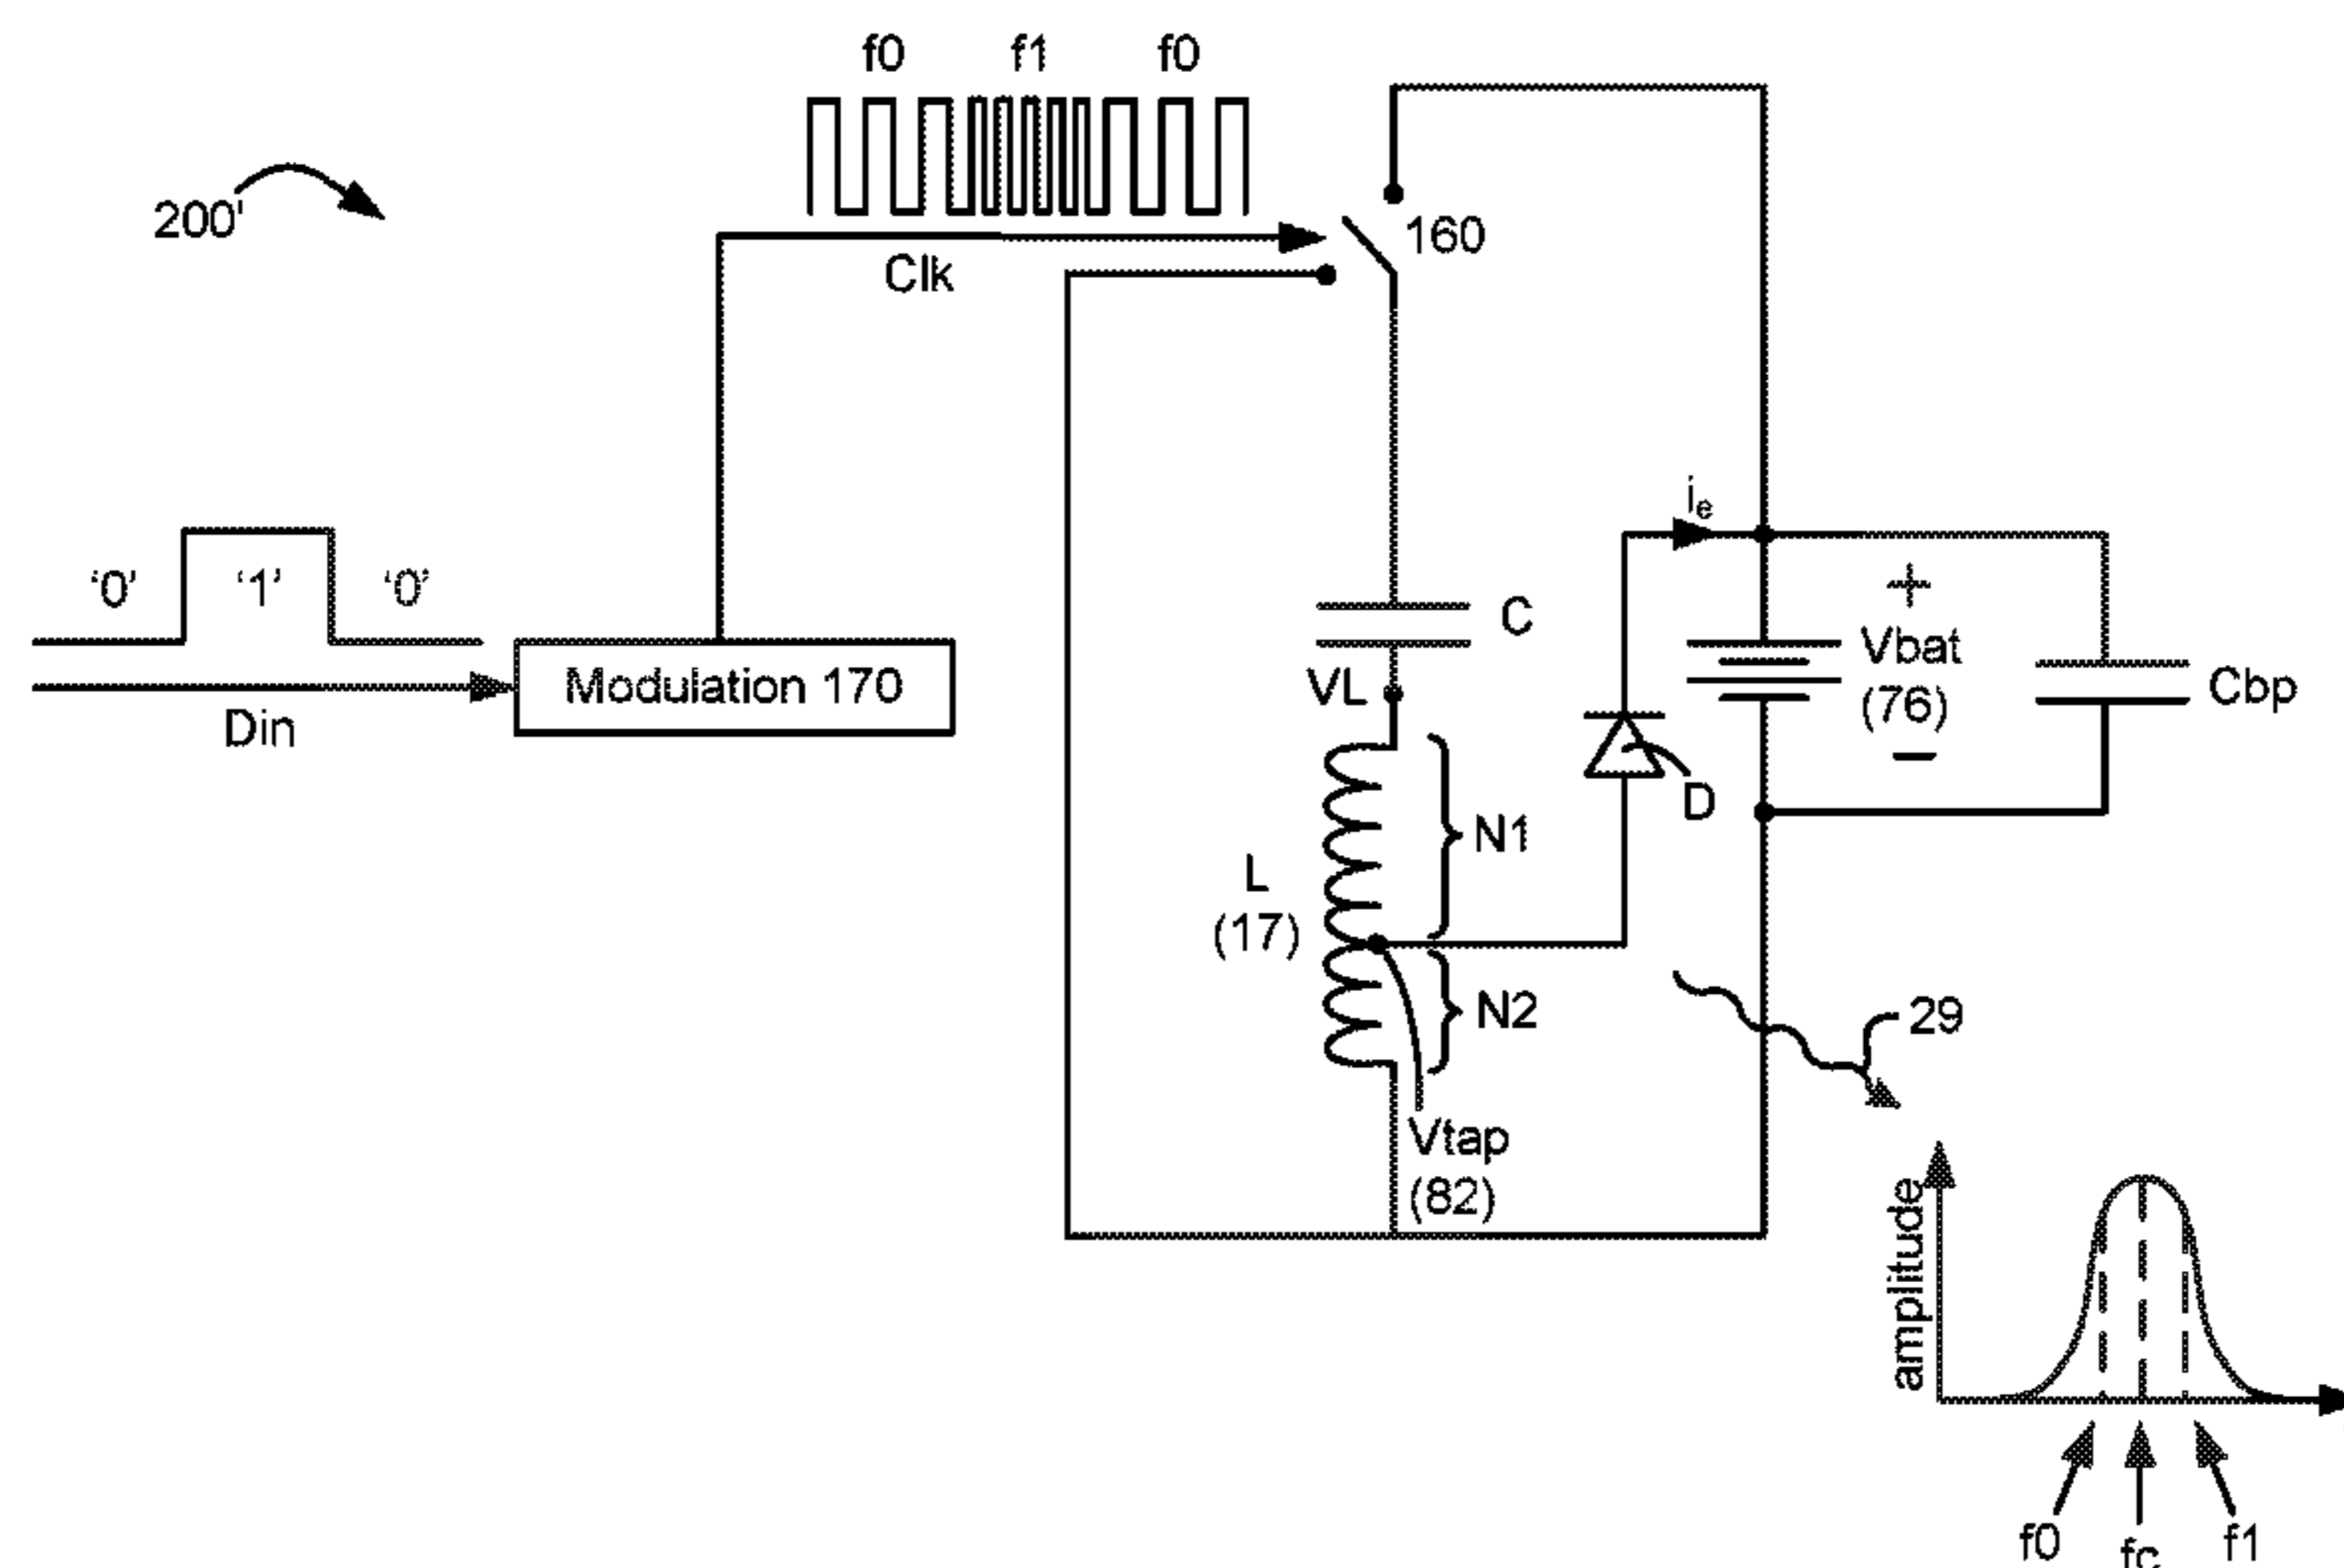 f0 f1 f0
200'
160
Clk
ie
'0' '1' '0'
C
+
Vbat
(76)
−
Modulation 170
VL
Cbp
Din
D
N1
L
(17)
N2
29
Vtap
(82)
amplitude
f0 fc f1